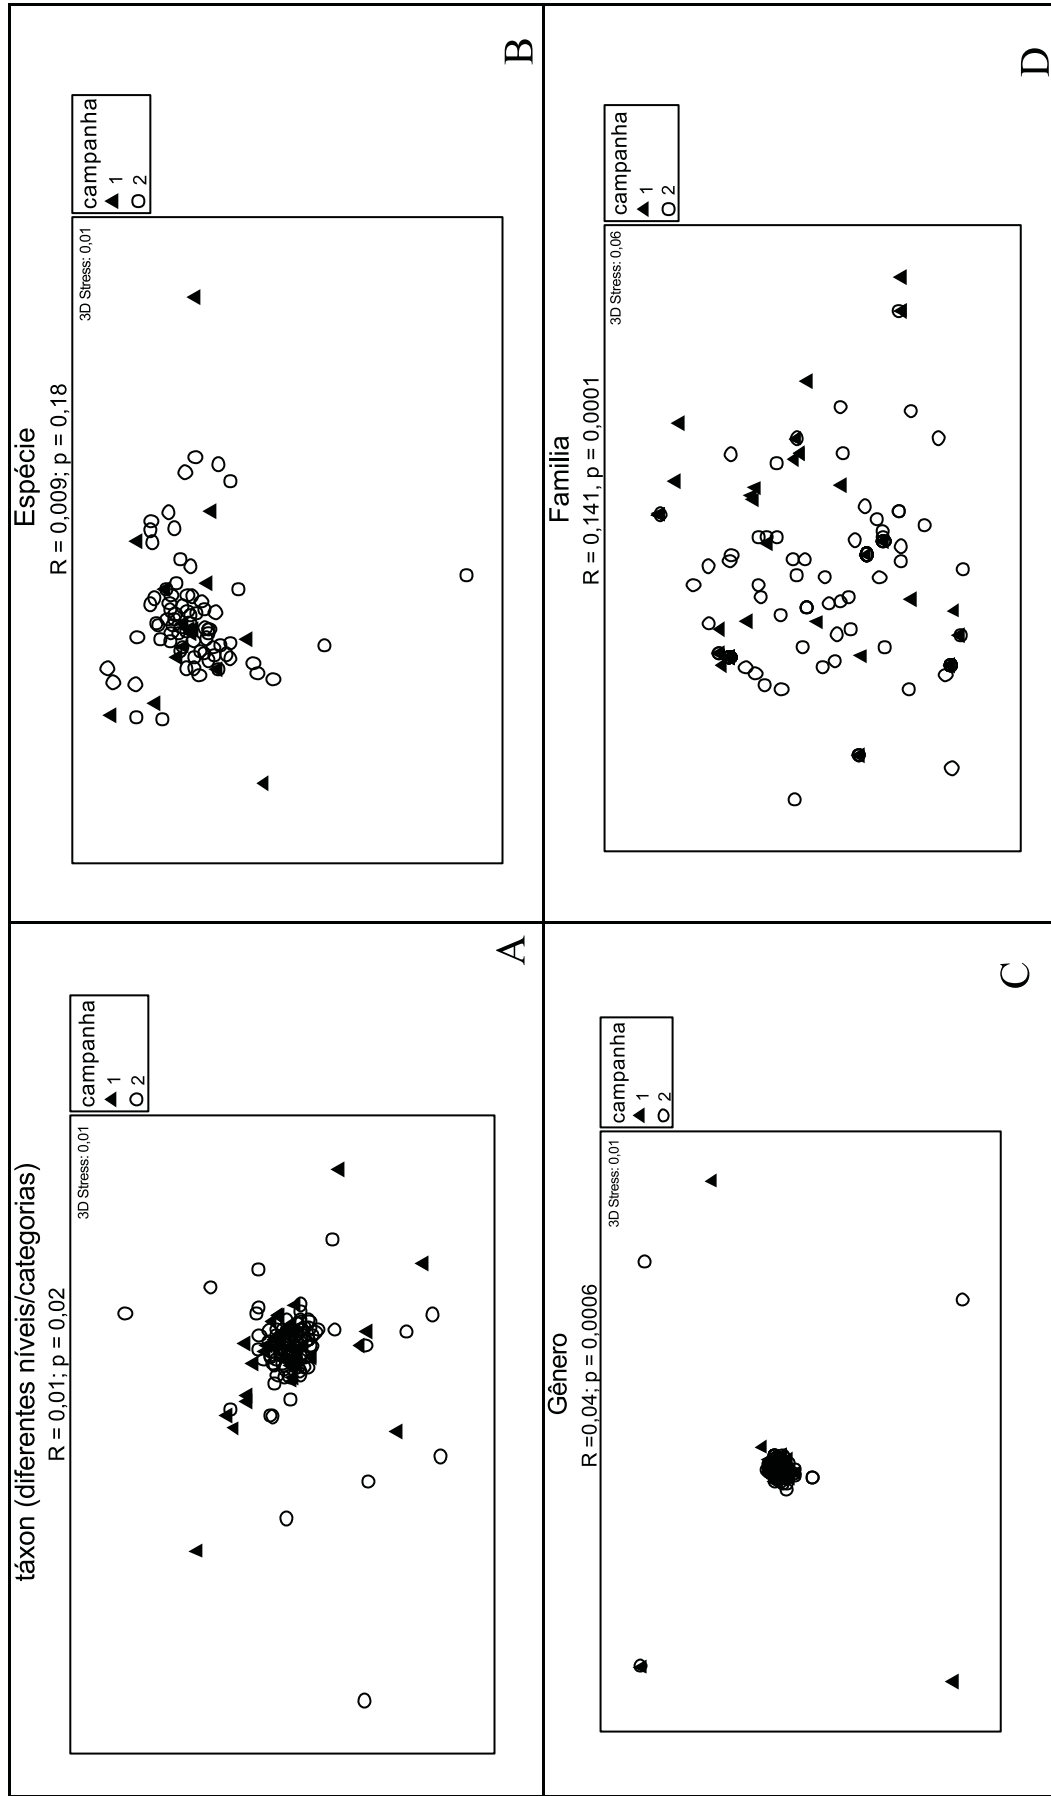 táxon (diferentes níveis/categorias)
R = 0,01; p = 0,02
3D Stress: 0,01
campanha
1
2
A
Espécie
R = 0,009; p = 0,18
3D Stress: 0,01
campanha
1
2
B
Gênero
R =0,04; p = 0,0006
3D Stress: 0,01
campanha
1
2
C
Familia
R = 0,141, p = 0,0001
3D Stress: 0,06
campanha
1
2
D